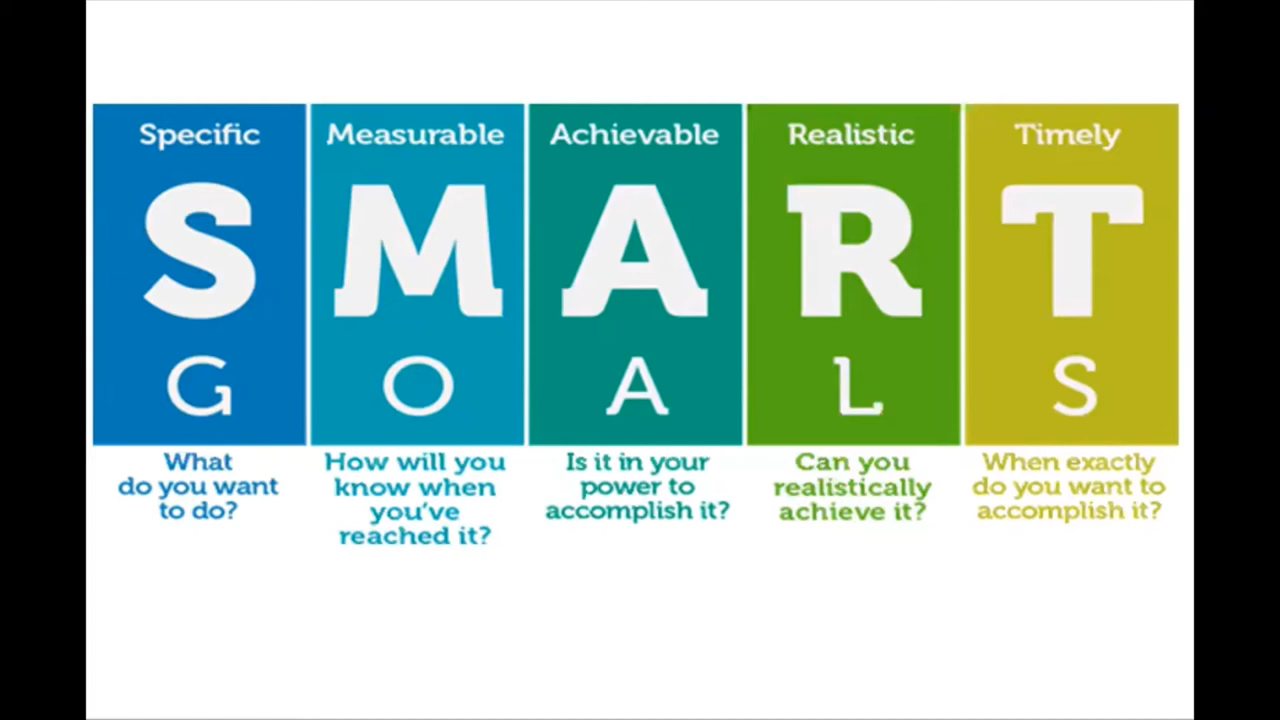 Specific
Measurable
Achievable
Realistic
Timely
S
M
A
R
T
G
O
A
L
S
What
do you want
to do?
How will you
know when
you've
reached it?
Is it in your
power to
accomplish it?
Can you
realistically
achieve it?
When exactly
do you want to
accomplish it?